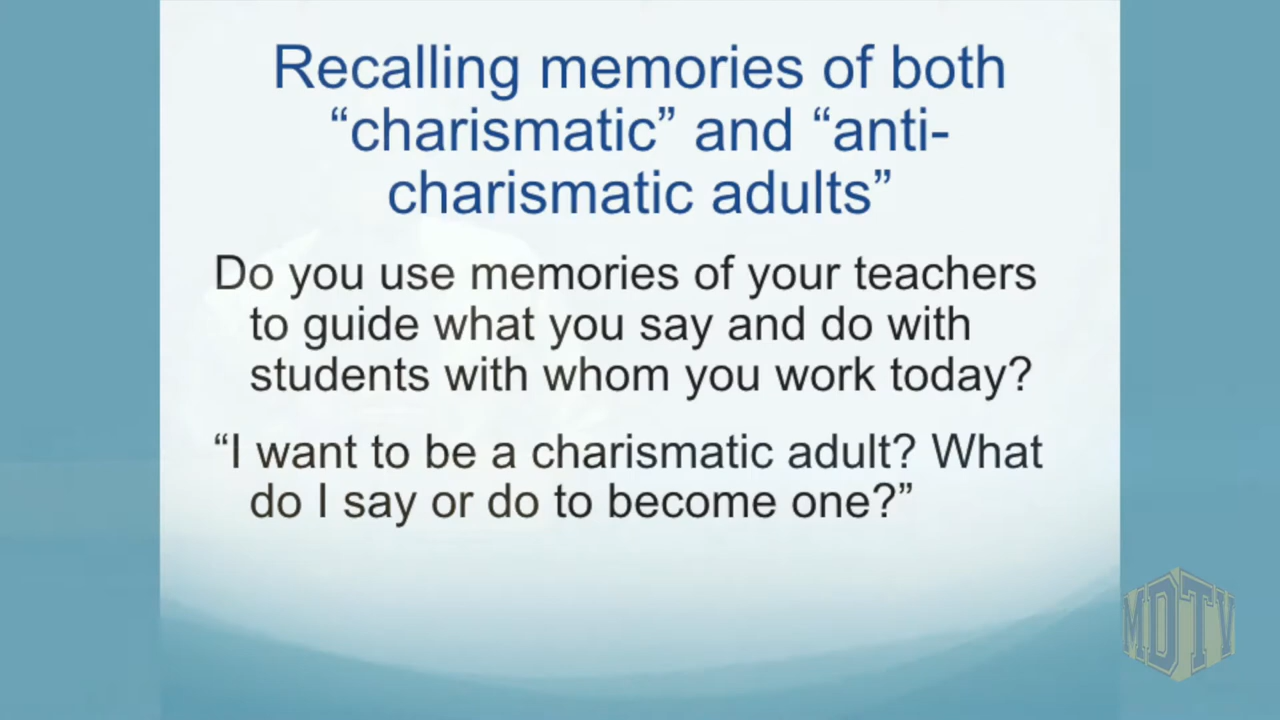 Recalling memories of both
“charismatic” and “anti-
charismatic adults”
Do you use memories of your teachers
to guide what you say and do with
students with whom you work today?
“I want to be a charismatic adult? What
do I say or do to become one?”
MDTV